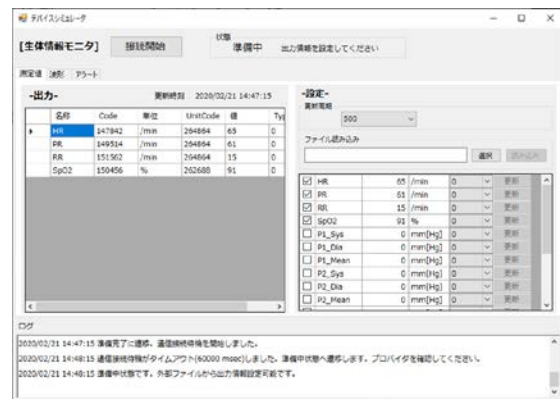 デバイスシミュレータ
[生体情報モニタ]
接続開始
状態
準備中 出力情報を設定してください
測定値 波形 アラート
-出力-
更新時刻 2020/02/21 14:47:15
名称 Code 単位 UnitCode 値 Typ
HR 147842 /min 264864 65 0
PR 149514 /min 264864 61 0
RR 151562 /min 264864 15 0
SpO2 150456 % 262688 91 0
-設定-
更新周期
500
ファイル読み込み
選択 読み込み
HR 65 /min 0 更新
PR 61 /min 0 更新
RR 15 /min 0 更新
SpO2 91 % 0 更新
P1_Sys 0 mm[Hg] 0 更新
P1_Dia 0 mm[Hg] 0 更新
P1_Mean 0 mm[Hg] 0 更新
P2_Sys 0 mm[Hg] 0 更新
P2_Dia 0 mm[Hg] 0 更新
P2_Mean 0 mm[Hg] 0 更新
ログ
2020/02/21 14:47:15 準備完了に遷移、通信接続待機を開始しました。
2020/02/21 14:48:15 通信接続待機がタイムアウト(60000 msec)しました。準備中状態へ遷移します。プロバイダを確認してください。
2020/02/21 14:48:15 準備中状態です。外部ファイルから出力情報設定可能です。